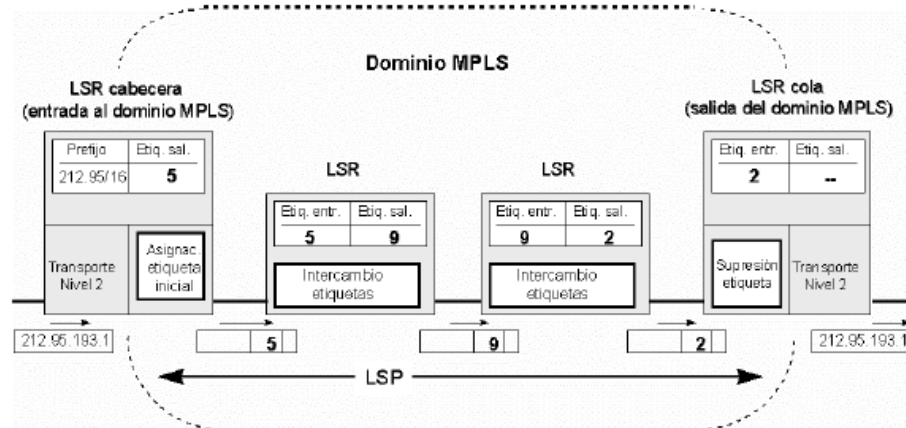 Dominio MPLS
LSR cabecera
(entrada al dominio MPLS)
LSR cola
(salida del dominio MPLS)
Prefijo Etiq. sal.
212.95/16 5
LSR
LSR
Etiq. entr. Etiq. sal.
2 --
Etiq. entr. Etiq. sal.
5 9
Etiq. entr. Etiq. sal.
9 2
Transporte
Nivel 2
Asignac.
etiqueta
inicial
Intercambio
etiquetas
Intercambio
etiquetas
Supresión
etiqueta
Transporte
Nivel 2
212.95.193.1
5
9
2
212.95.193.1
LSP